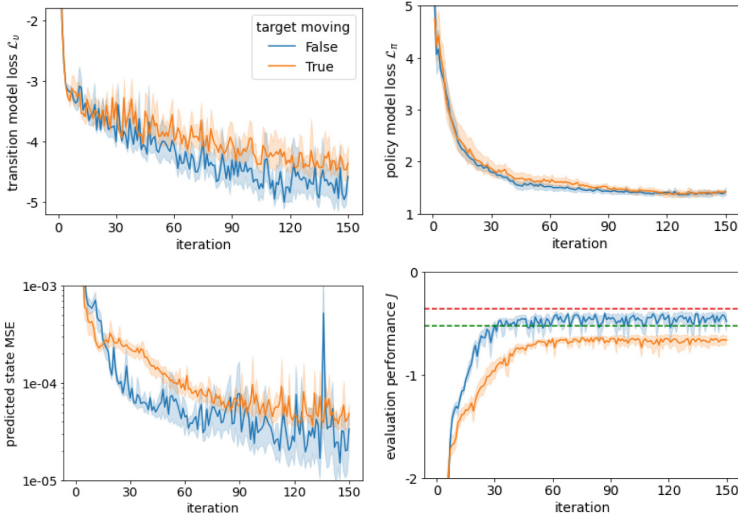 transition model loss ℒᵤ
-2
-3
-4
-5
0 30 60 90 120 150
iteration
target moving
False
True
policy model loss ℒπ
5
4
3
2
1
0 30 60 90 120 150
iteration
predicted state MSE
1e-03
1e-04
1e-05
0 30 60 90 120 150
iteration
evaluation performance J
0
-1
-2
0 30 60 90 120 150
iteration